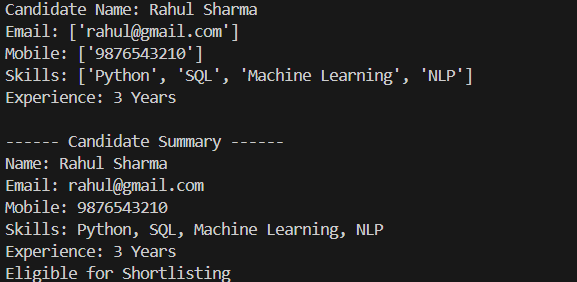 Candidate Name: Rahul Sharma
Email: ['rahul@gmail.com']
Mobile: ['9876543210']
Skills: ['Python', 'SQL', 'Machine Learning', 'NLP']
Experience: 3 Years
------ Candidate Summary ------
Name: Rahul Sharma
Email: rahul@gmail.com
Mobile: 9876543210
Skills: Python, SQL, Machine Learning, NLP
Experience: 3 Years
Eligible for Shortlisting